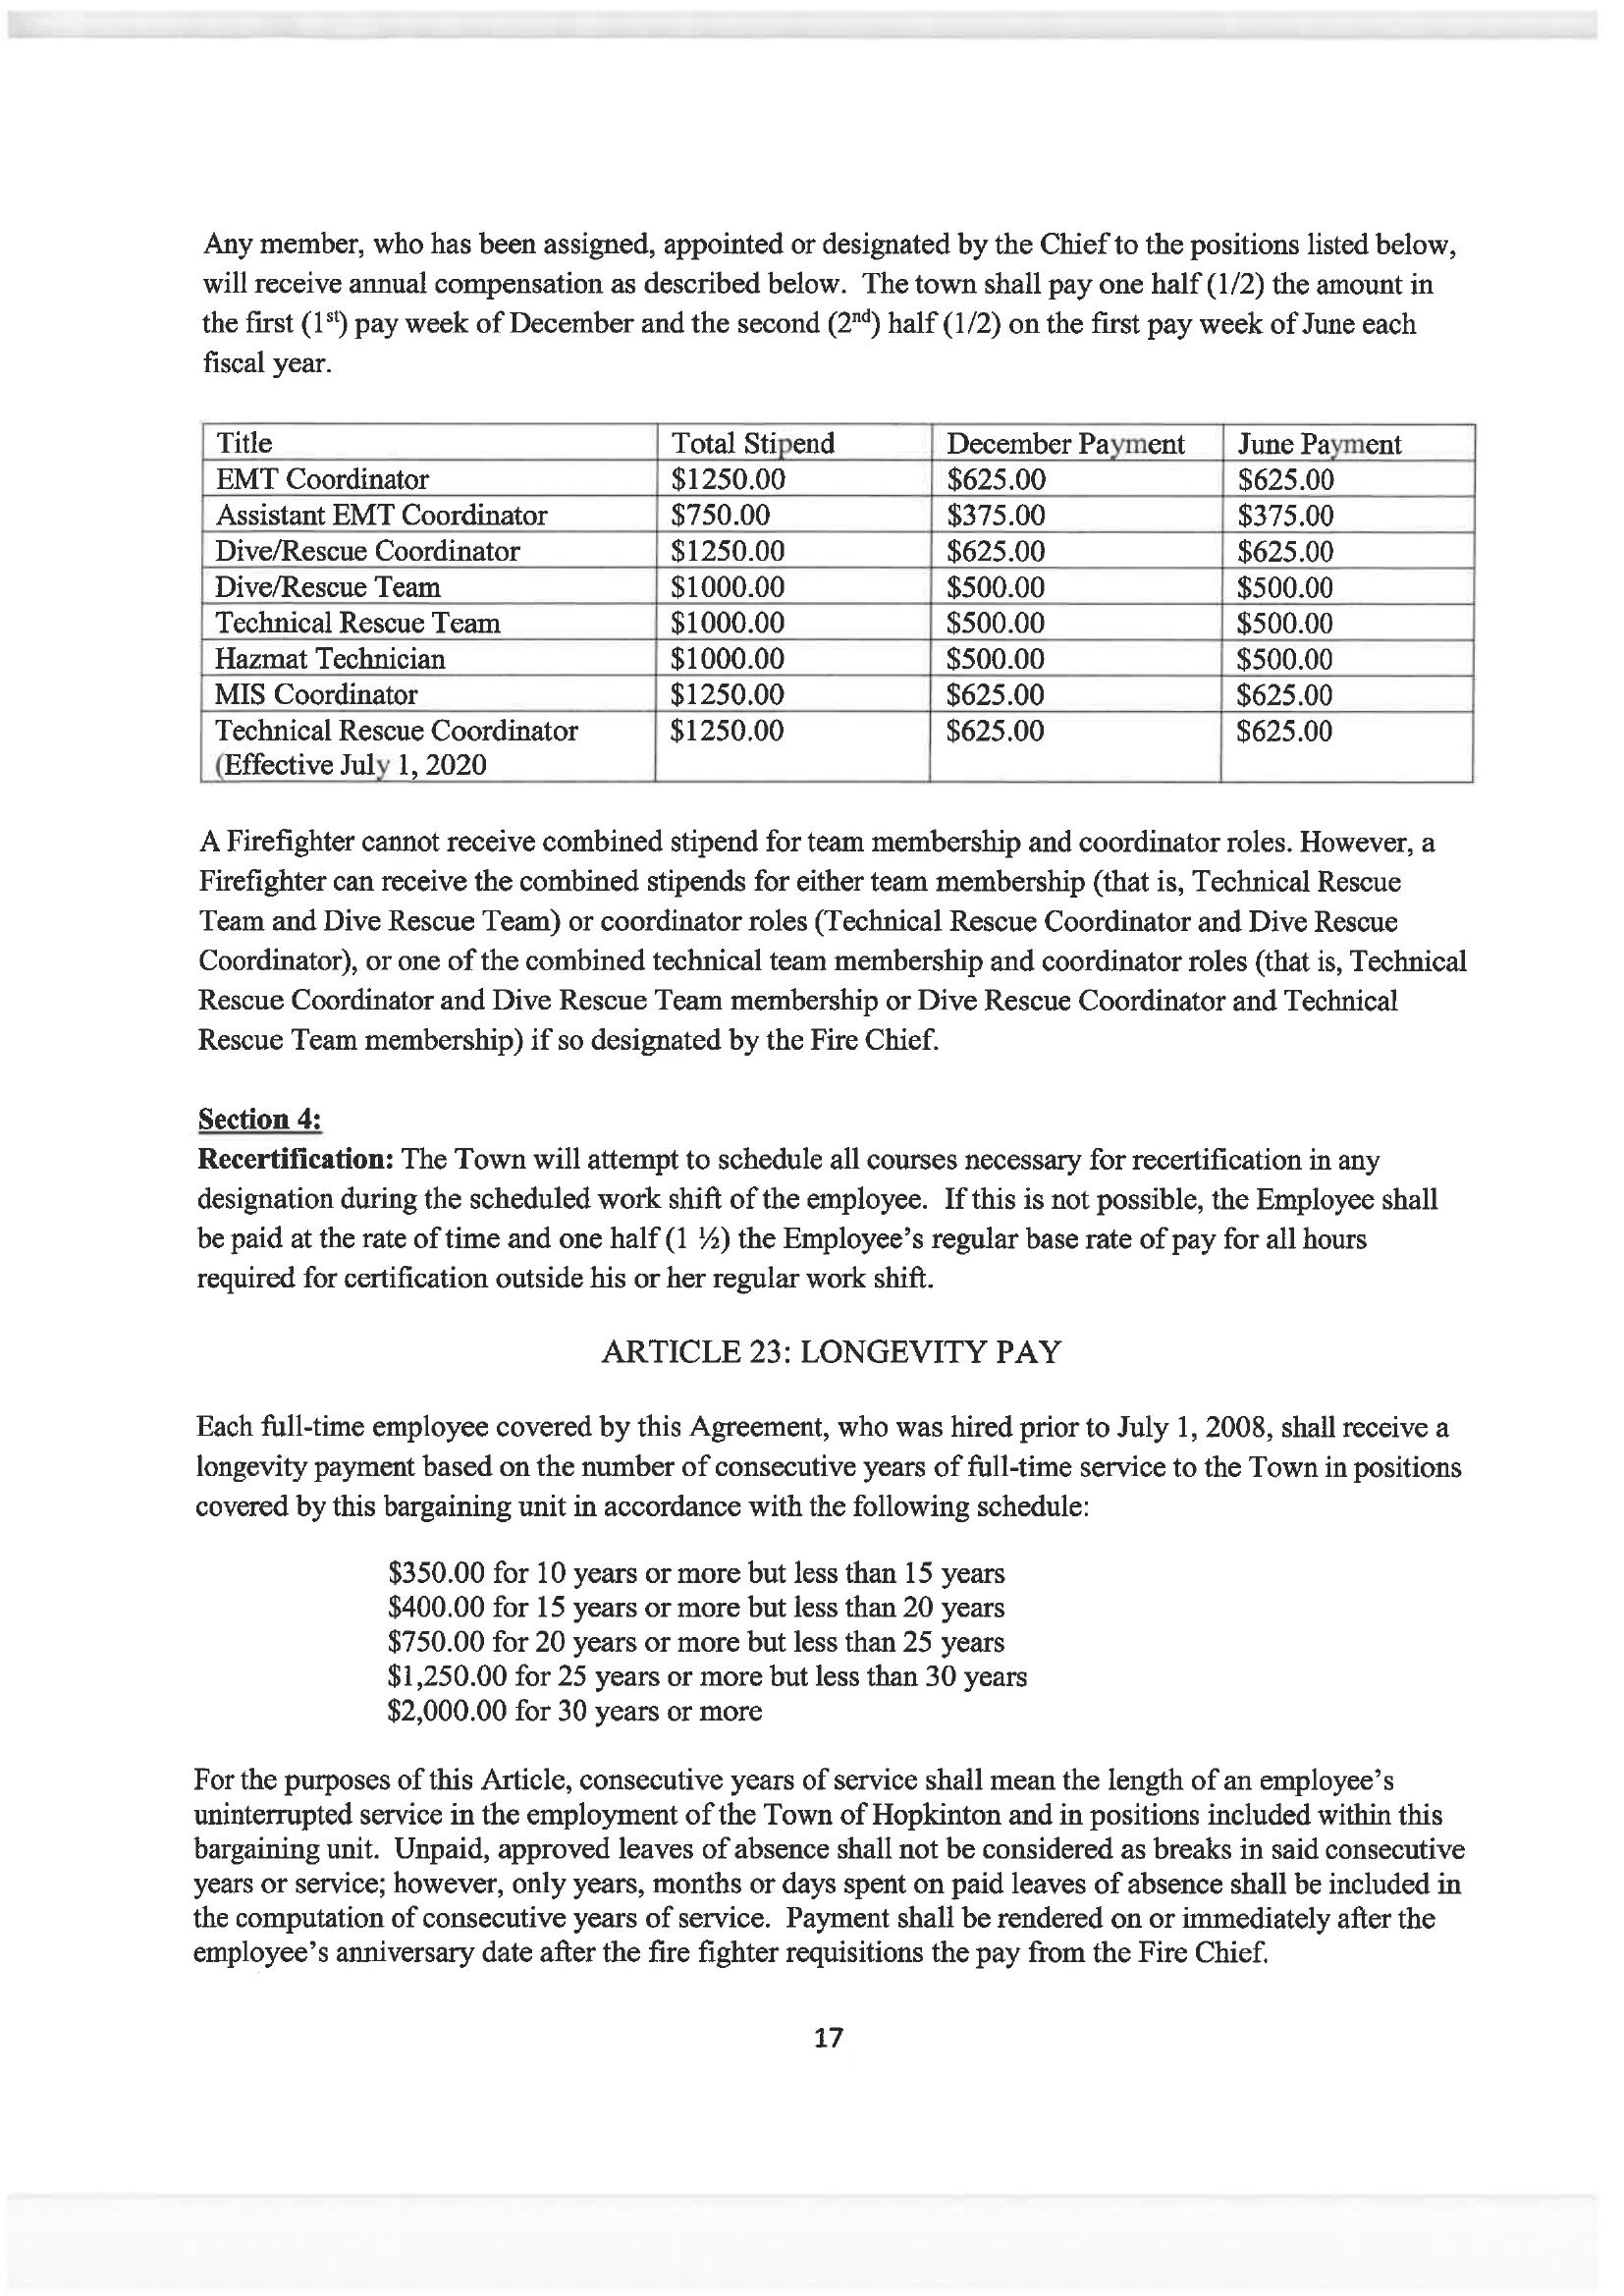 Any member, who has been assigned, appointed or designated by the Chief to the positions listed below,
will receive annual compensation as described below.  The town shall pay one half (1/2) the amount in
the first (1st) pay week of December and the second (2nd) half (1/2) on the first pay week of June each
fiscal year.
Title Total Stipend December Payment June Payment
EMT Coordinator $1250.00 $625.00 $625.00
Assistant EMT Coordinator $750.00 $375.00 $375.00
Dive/Rescue Coordinator $1250.00 $625.00 $625.00
Dive/Rescue Team $1000.00 $500.00 $500.00
Technical Rescue Team $1000.00 $500.00 $500.00
Hazmat Technician $1000.00 $500.00 $500.00
MIS Coordinator $1250.00 $625.00 $625.00
Technical Rescue Coordinator $1250.00 $625.00 $625.00
(Effective July 1, 2020
A Firefighter cannot receive combined stipend for team membership and coordinator roles. However, a
Firefighter can receive the combined stipends for either team membership (that is, Technical Rescue
Team and Dive Rescue Team) or coordinator roles (Technical Rescue Coordinator and Dive Rescue
Coordinator), or one of the combined technical team membership and coordinator roles (that is, Technical
Rescue Coordinator and Dive Rescue Team membership or Dive Rescue Coordinator and Technical
Rescue Team membership) if so designated by the Fire Chief.
Section 4:
Recertification: The Town will attempt to schedule all courses necessary for recertification in any
designation during the scheduled work shift of the employee.  If this is not possible, the Employee shall
be paid at the rate of time and one half (1 ½) the Employee's regular base rate of pay for all hours
required for certification outside his or her regular work shift.
ARTICLE 23: LONGEVITY PAY
Each full-time employee covered by this Agreement, who was hired prior to July 1, 2008, shall receive a
longevity payment based on the number of consecutive years of full-time service to the Town in positions
covered by this bargaining unit in accordance with the following schedule:
$350.00 for 10 years or more but less than 15 years
$400.00 for 15 years or more but less than 20 years
$750.00 for 20 years or more but less than 25 years
$1,250.00 for 25 years or more but less than 30 years
$2,000.00 for 30 years or more
For the purposes of this Article, consecutive years of service shall mean the length of an employee's
uninterrupted service in the employment of the Town of Hopkinton and in positions included within this
bargaining unit.  Unpaid, approved leaves of absence shall not be considered as breaks in said consecutive
years or service; however, only years, months or days spent on paid leaves of absence shall be included in
the computation of consecutive years of service.  Payment shall be rendered on or immediately after the
employee's anniversary date after the fire fighter requisitions the pay from the Fire Chief.
17